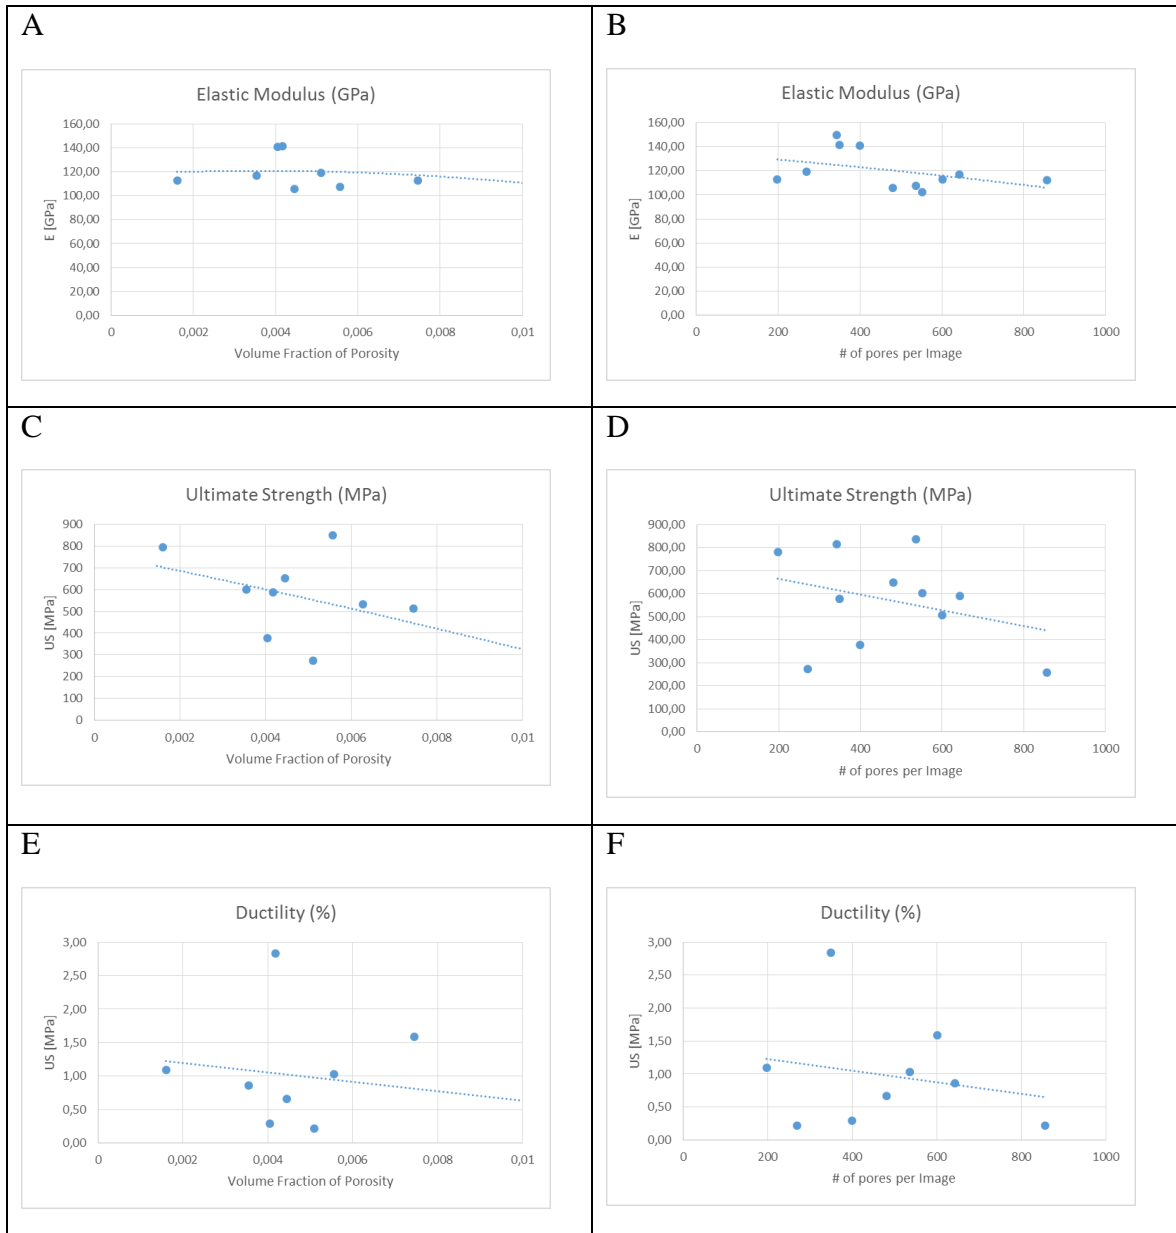 A
Elastic Modulus (GPa)
160,00
140,00
120,00
100,00
80,00
60,00
40,00
20,00
0,00
E [GPa]
0 0,002 0,004 0,006 0,008 0,01
Volume Fraction of Porosity
B
Elastic Modulus (GPa)
160,00
140,00
120,00
100,00
80,00
60,00
40,00
20,00
0,00
E [GPa]
0 200 400 600 800 1000
# of pores per Image
C
Ultimate Strength (MPa)
900
800
700
600
500
400
300
200
100
0
US [MPa]
0 0,002 0,004 0,006 0,008 0,01
Volume Fraction of Porosity
D
Ultimate Strength (MPa)
900,00
800,00
700,00
600,00
500,00
400,00
300,00
200,00
100,00
0,00
US [MPa]
0 200 400 600 800 1000
# of pores per Image
E
Ductility (%)
3,00
2,50
2,00
1,50
1,00
0,50
0,00
US [MPa]
0 0,002 0,004 0,006 0,008 0,01
Volume Fraction of Porosity
F
Ductility (%)
3,00
2,50
2,00
1,50
1,00
0,50
0,00
US [MPa]
0 200 400 600 800 1000
# of pores per Image